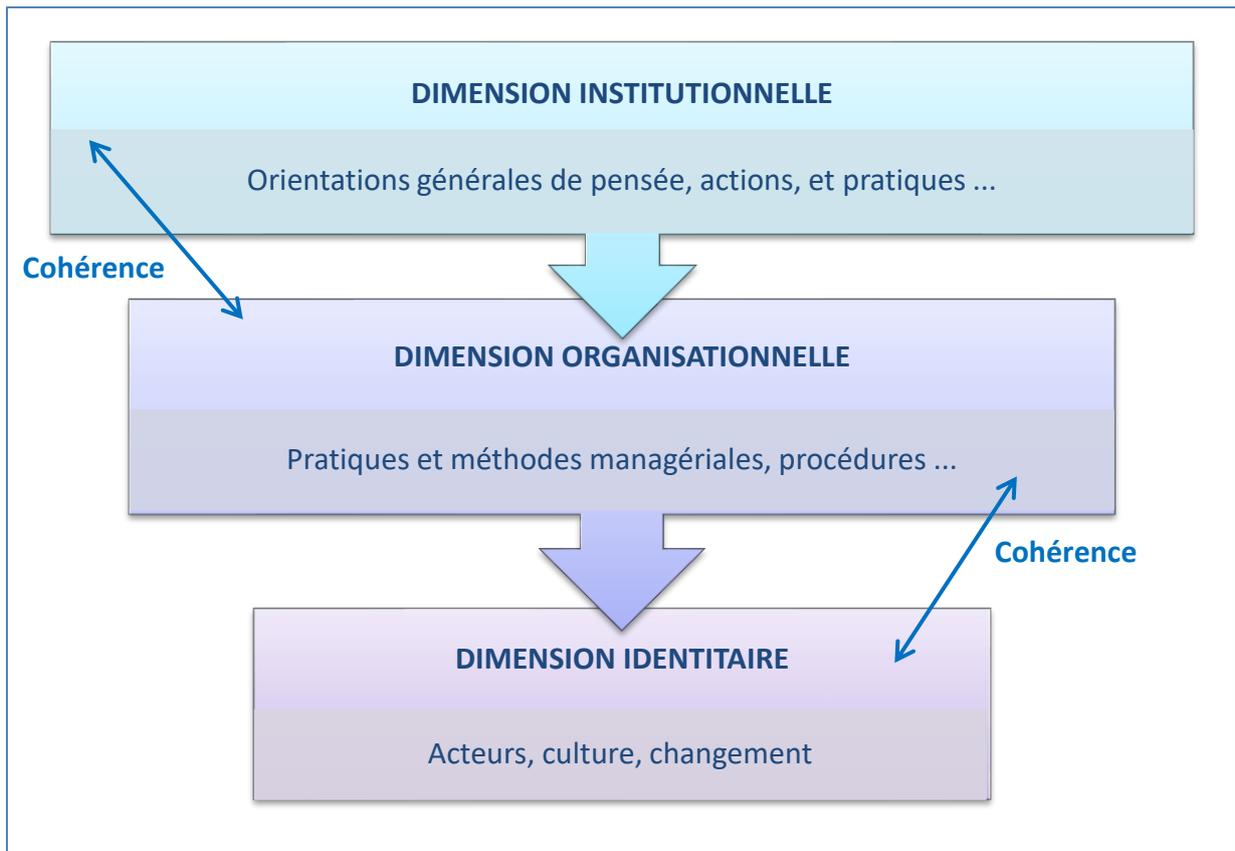 DIMENSION INSTITUTIONNELLE
Orientations générales de pensée, actions, et pratiques ...
Cohérence
DIMENSION ORGANISATIONNELLE
Pratiques et méthodes managériales, procédures ...
Cohérence
DIMENSION IDENTITAIRE
Acteurs, culture, changement